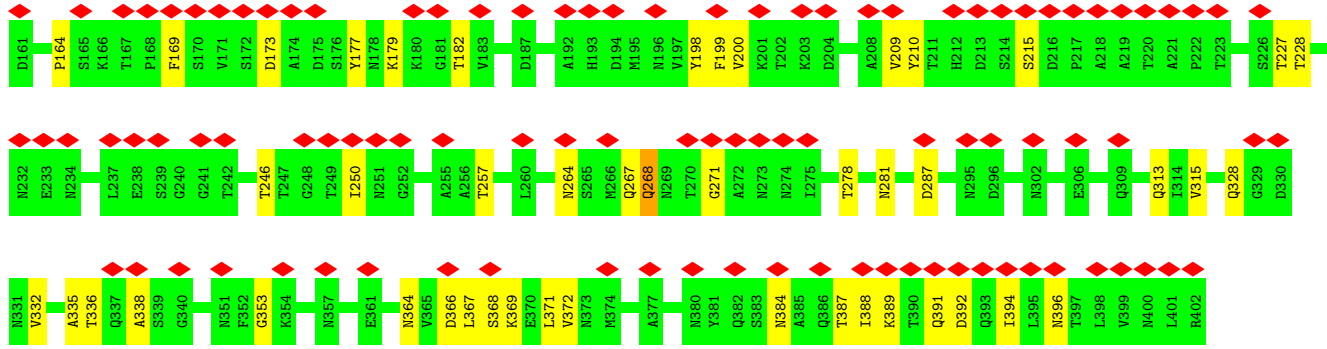 D161 P164 S165 K166 T167 P168 F169 S170 V171 S172 D173 A174 D175 S176 Y177 N178 K179 K180 G181 T182 V183 D187 A192 H193 D194 M195 N196 V197 Y198 F199 V200 K201 T202 K203 D204 A208 V209 Y210 T211 H212 D213 S214 S215 D216 P217 A218 A219 T220 A221 P222 T223 S226 T227 T228
N232 E233 N234 L237 E238 S239 G240 G241 T242 T246 T247 G248 T249 I250 N251 G252 A255 A256 T257 L260 N264 S265 M266 Q267 Q268 N269 T270 G271 A272 N273 N274 I275 T278 N281 D287 N295 D296 N302 E306 Q309 Q313 I314 V315 Q328 G329 D330
N331 V332 A335 T336 Q337 A338 S339 G340 N351 F352 G353 K354 N357 E361 N364 V365 D366 L367 S368 K369 E370 L371 V372 N373 M374 A377 N380 Y381 Q382 S383 N384 A385 Q386 T387 I388 K389 T390 Q391 D392 Q393 I394 L395 N396 T397 L398 V399 N400 L401 R402